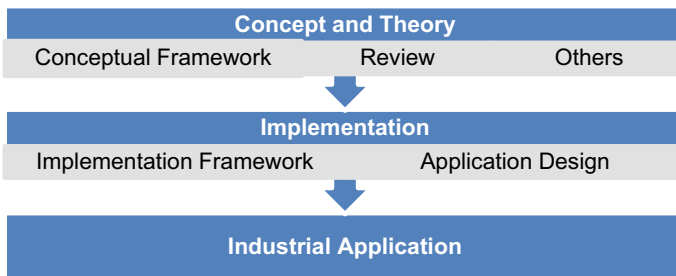 Concept and Theory
Conceptual Framework Review Others
Implementation
Implementation Framework Application Design
Industrial Application